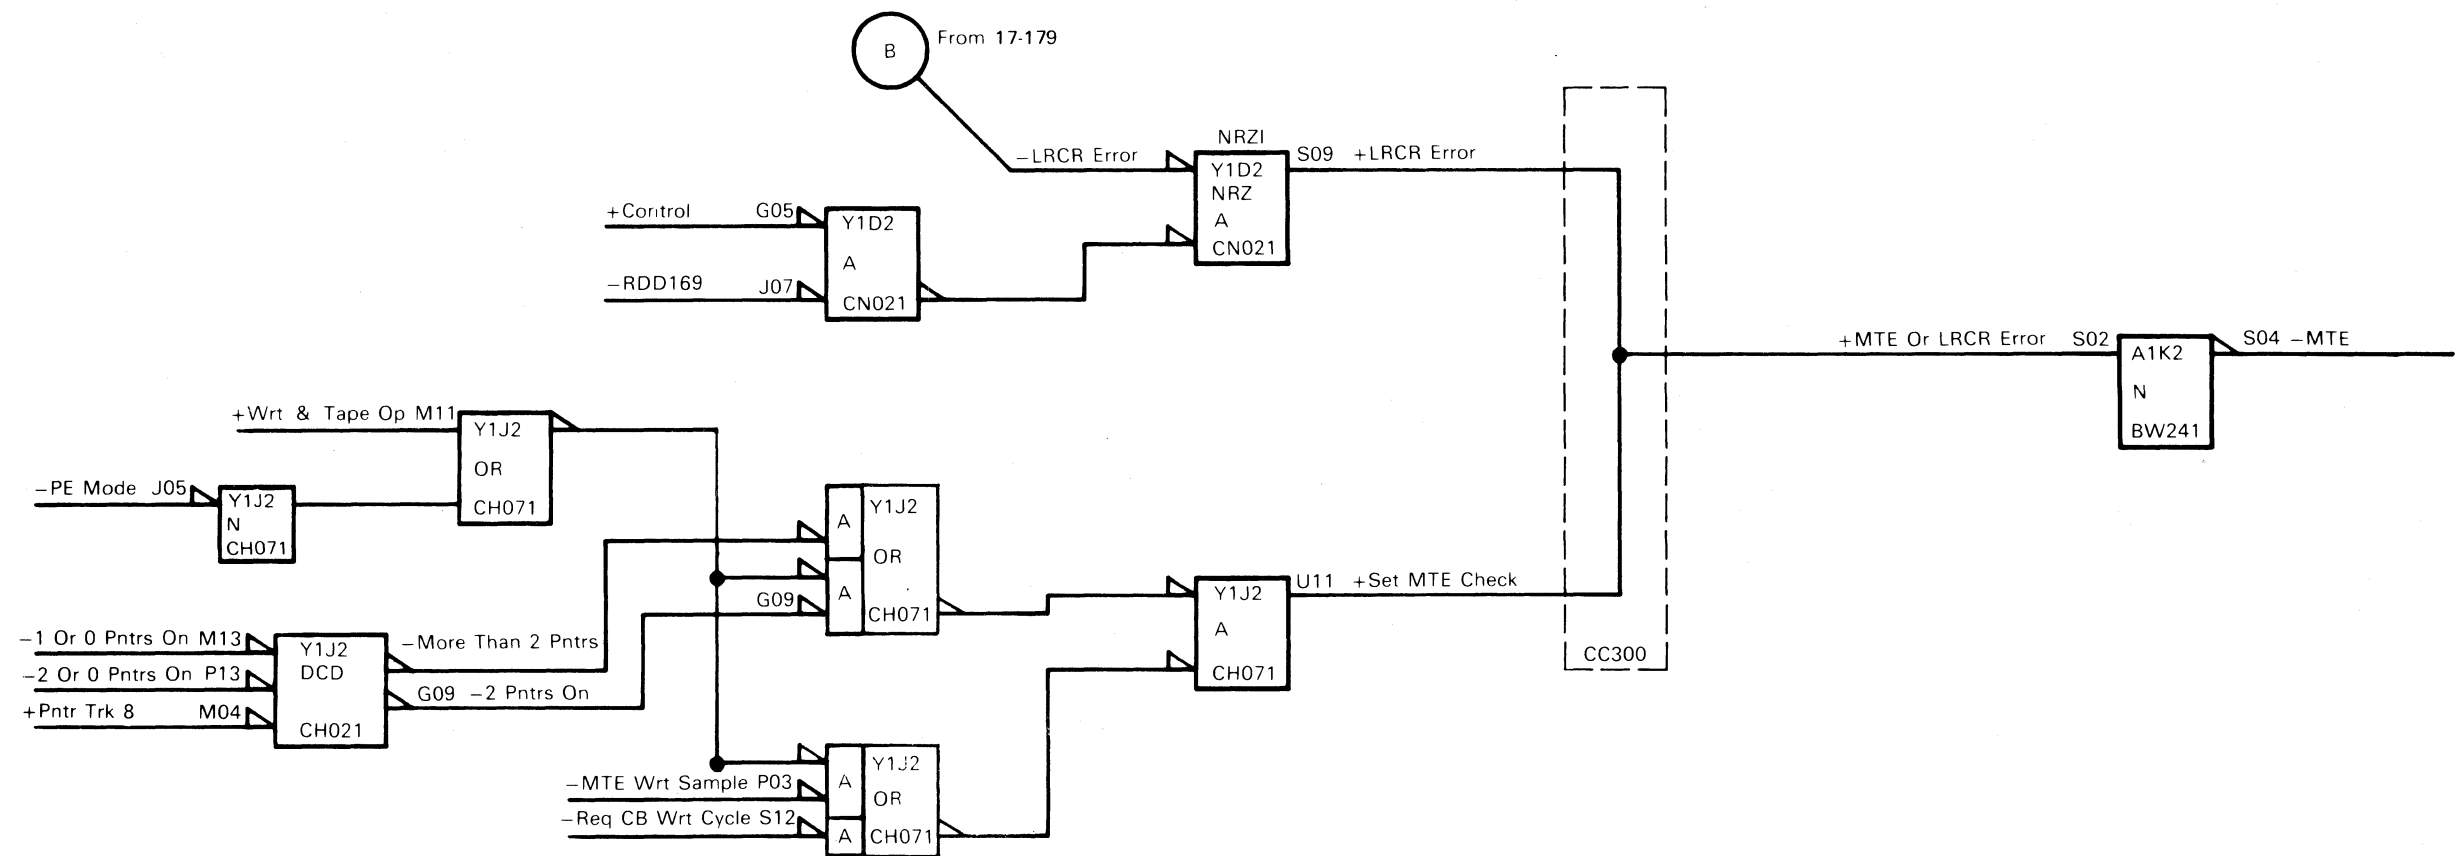 B
From 17-179
NRZI
−LRCR Error
Y1D2
NRZ
A
CN021
S09 +LRCR Error
+Control G05
−RDD169 J07
Y1D2
A
CN021
+MTE Or LRCR Error S02
A1K2
N
BW241
S04 −MTE
+Wrt & Tape Op M11
Y1J2
OR
CH071
−PE Mode J05
Y1J2
N
CH071
A
A
Y1J2
OR
CH071
G09
−1 Or 0 Pntrs On M13
−2 Or 0 Pntrs On P13
+Pntr Trk 8 M04
Y1J2
DCD
CH021
−More Than 2 Pntrs
G09 −2 Pntrs On
Y1J2
A
CH071
U11 +Set MTE Check
CC300
−MTE Wrt Sample P03
−Req CB Wrt Cycle S12
A
A
Y1J2
OR
CH071